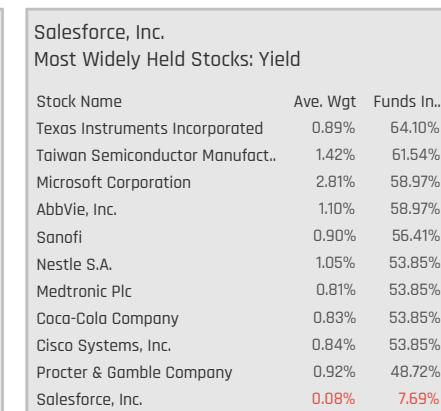 Salesforce, Inc.
Most Widely Held Stocks: Yield
Stock Name Ave. Wgt Funds In..
Texas Instruments Incorporated 0.89% 64.10%
Taiwan Semiconductor Manufact.. 1.42% 61.54%
Microsoft Corporation 2.81% 58.97%
AbbVie, Inc. 1.10% 58.97%
Sanofi 0.90% 56.41%
Nestle S.A. 1.05% 53.85%
Medtronic Plc 0.81% 53.85%
Coca-Cola Company 0.83% 53.85%
Cisco Systems, Inc. 0.84% 53.85%
Procter & Gamble Company 0.92% 48.72%
Salesforce, Inc. 0.08% 7.69%